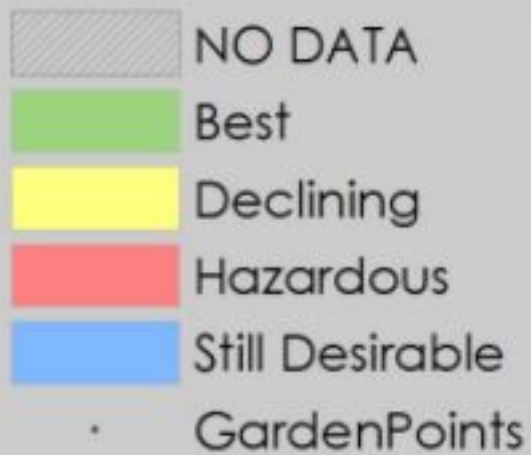 NO DATA
Best
Declining
Hazardous
Still Desirable
GardenPoints